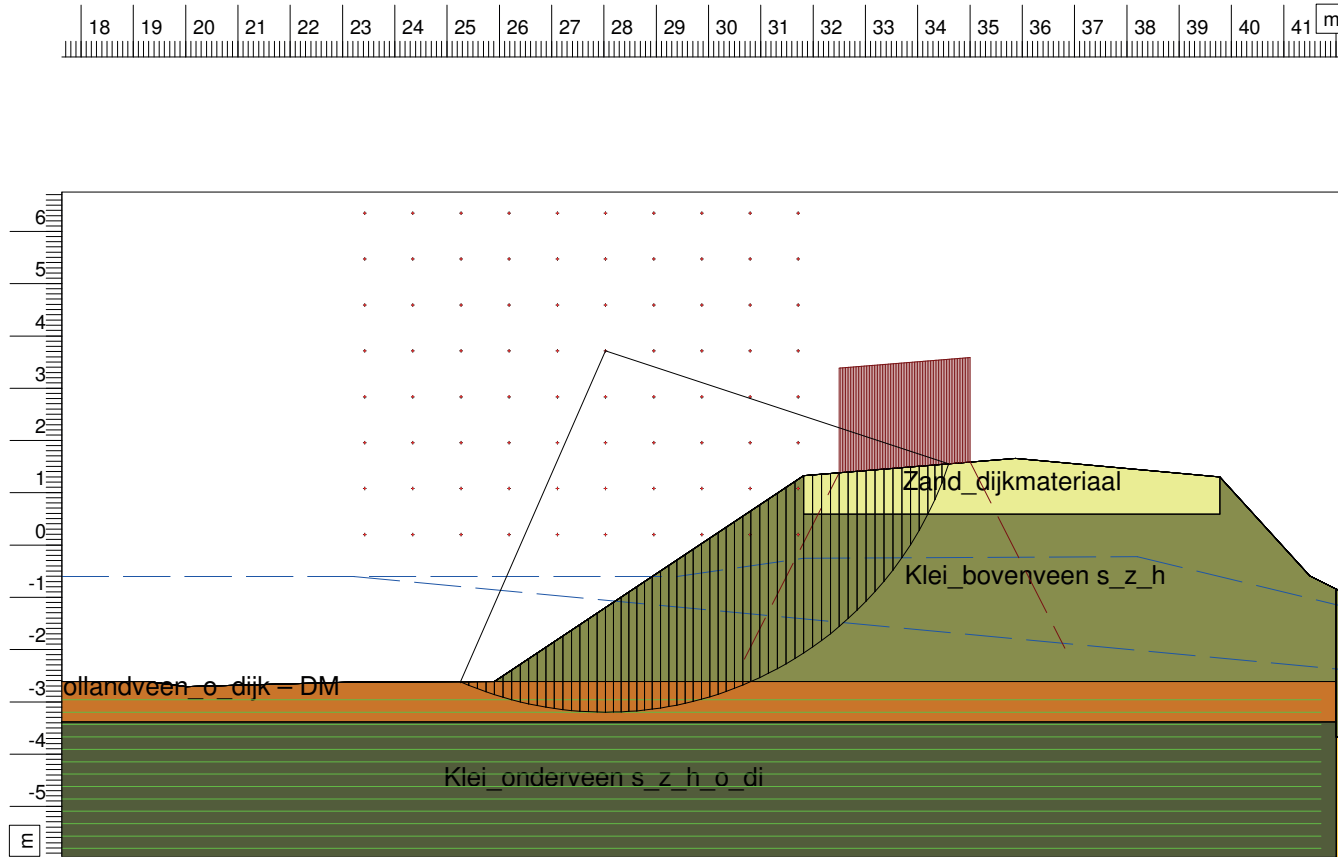 18 19 20 21 22 23 24 25 26 27 28 29 30 31 32 33 34 35 36 37 38 39 40 41 m
6
5
4
3
2
1
Zand_dijkmateriaal
0
-1
Klei_bovenveen s_z_h
-2
-3
ollandveen_o_dijk – DM
-4
Klei_onderveen s_z_h_o_di
-5
m